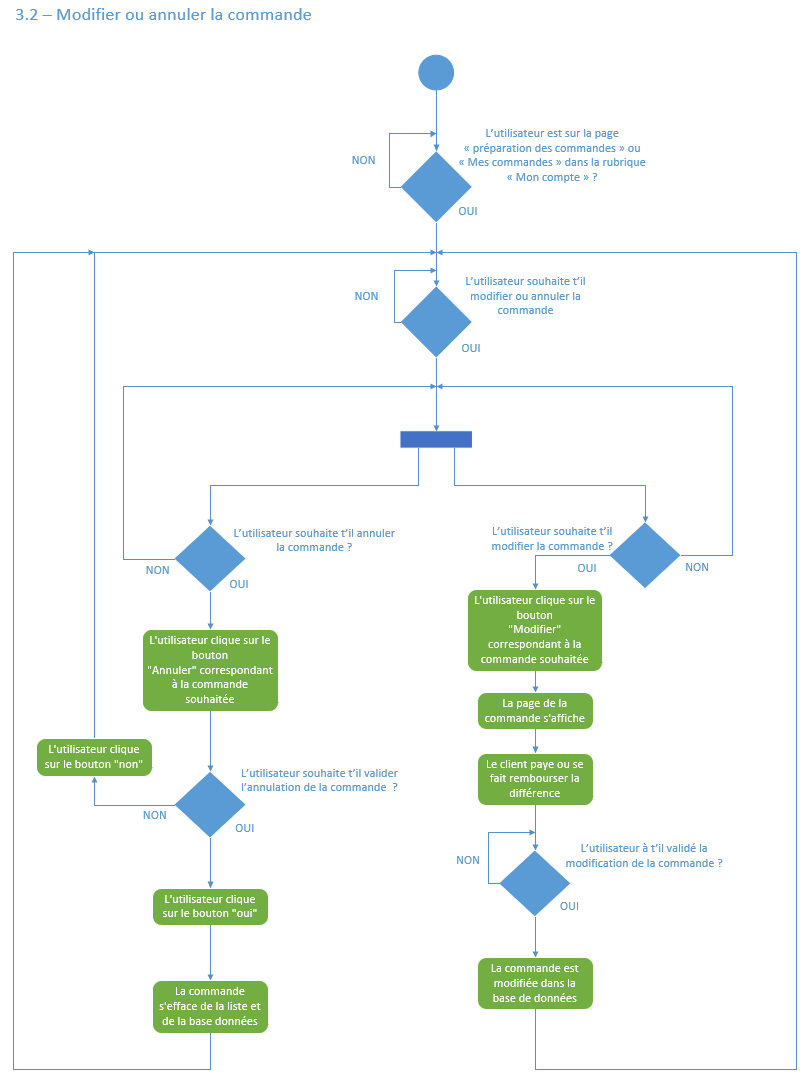 3.2 – Modifier ou annuler la commande
L'utilisateur est sur la page
« préparation des commandes » ou
« Mes commandes » dans la rubrique
« Mon compte » ?
NON
OUI
L'utilisateur souhaite t'il
modifier ou annuler la
commande
NON
OUI
L'utilisateur souhaite t'il annuler
la commande ?
NON
OUI
L'utilisateur souhaite t'il
modifier la commande ?
OUI
NON
L'utilisateur clique sur le
bouton
"Annuler" correspondant
à la commande
souhaitée
L'utilisateur clique sur le
bouton
"Modifier"
correspondant à la
commande souhaitée
La page de la
commande s'affiche
L'utilisateur clique
sur le bouton "non"
L'utilisateur souhaite t'il valider
l'annulation de la commande ?
NON
OUI
Le client paye ou se
fait rembourser la
différence
L'utilisateur à t'il validé la
modification de la commande ?
NON
OUI
L'utilisateur clique
sur le bouton "oui"
La commande
s'efface de la liste et
de la base données
La commande est
modifiée dans la
base de données